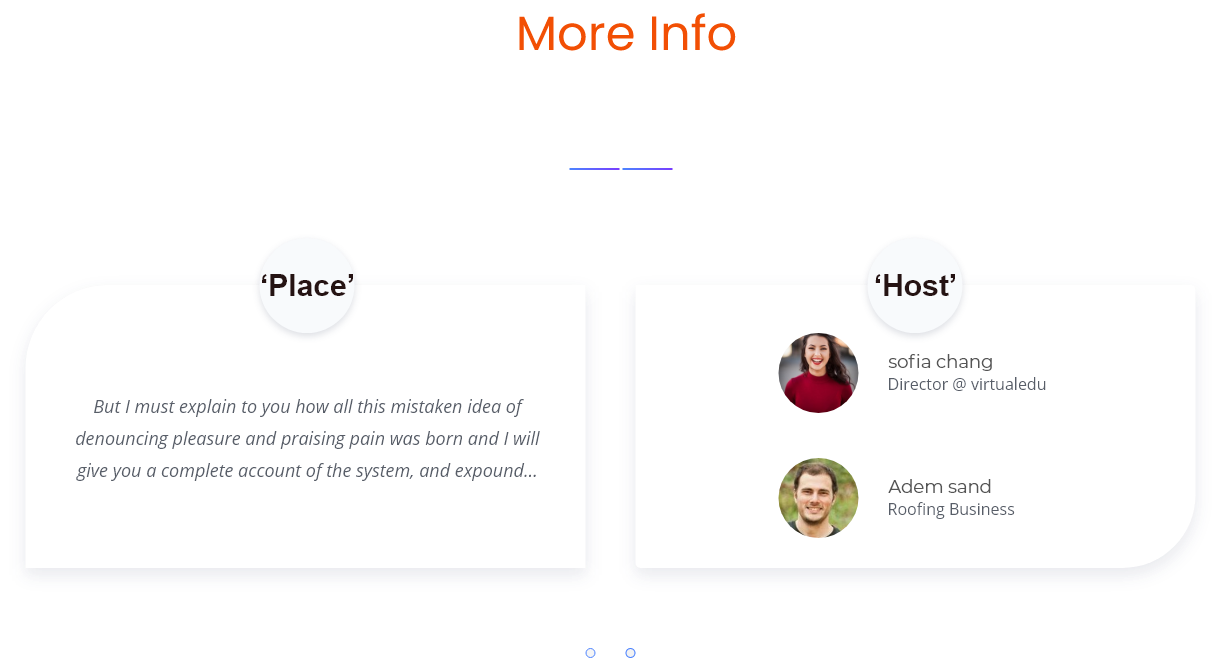 More Info
‘Place’
But I must explain to you how all this mistaken idea of
denouncing pleasure and praising pain was born and I will
give you a complete account of the system, and expound...
‘Host’
sofia chang
Director @ virtualedu
Adem sand
Roofing Business